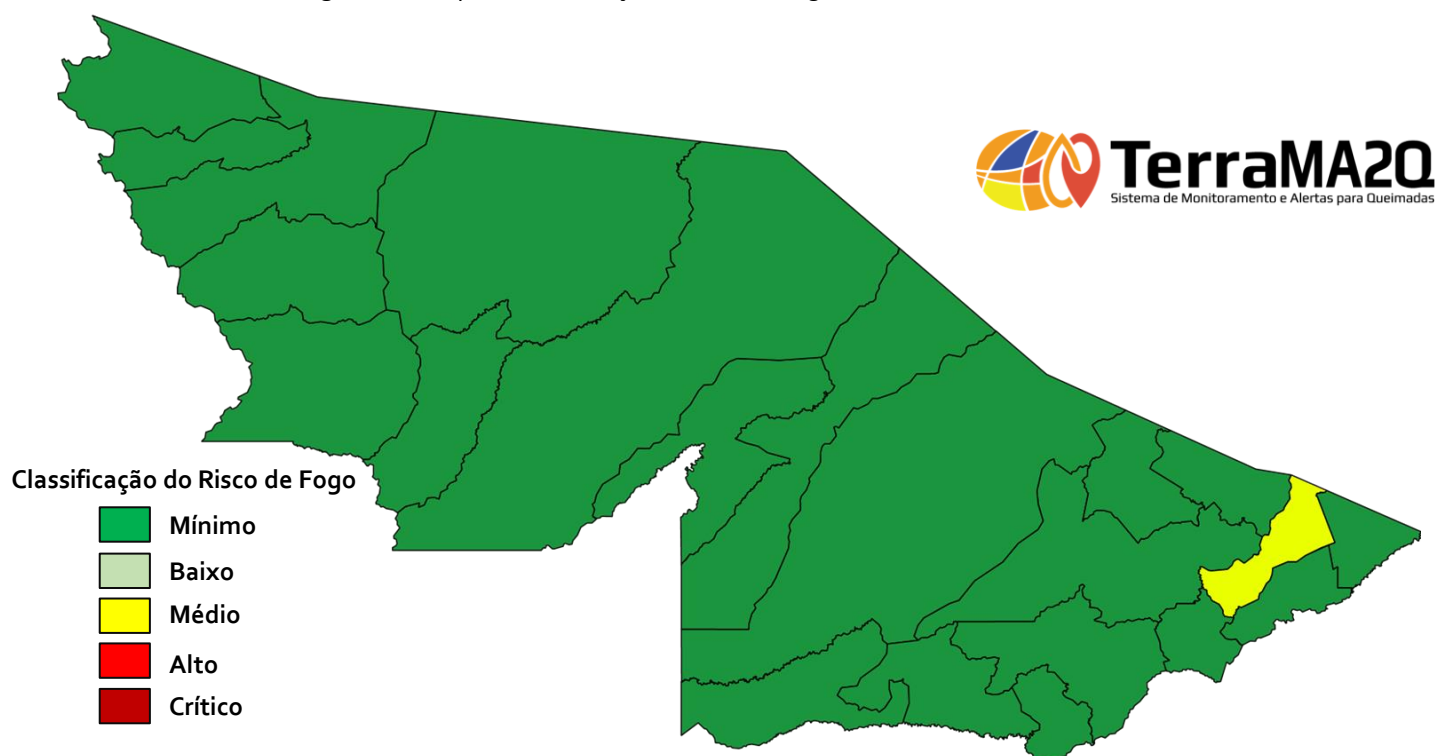 TerraMA2Q
Sistema de Monitoramento e Alertas para Queimadas
Classificação do Risco de Fogo
Mínimo
Baixo
Médio
Alto
Crítico